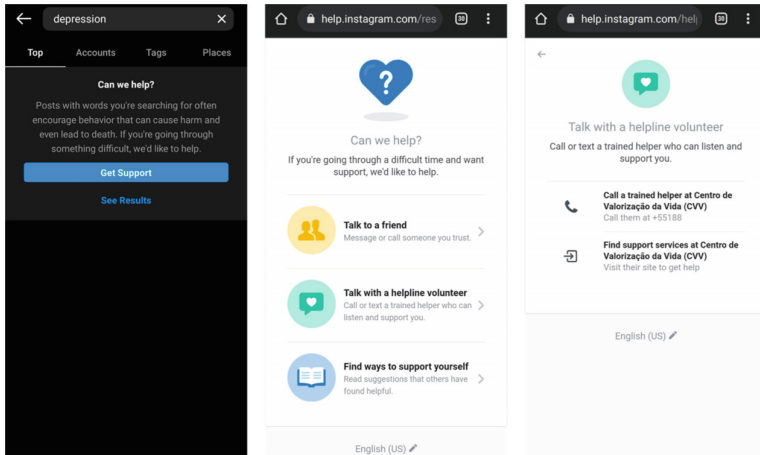 depression
Top Accounts Tags Places
Can we help?
Posts with words you're searching for often
encourage behavior that can cause harm and
even lead to death. If you're going through
something difficult, we'd like to help.
Get Support
See Results
help.instagram.com/res
30
Can we help?
If you're going through a difficult time and want
support, we'd like to help.
Talk to a friend
Message or call someone you trust.
Talk with a helpline volunteer
Call or text a trained helper who can
listen and support you.
Find ways to support yourself
Read suggestions that others have
found helpful.
English (US)
help.instagram.com/help
30
Talk with a helpline volunteer
Call or text a trained helper who can listen and
support you.
Call a trained helper at Centro de
Valorização da Vida (CVV)
Call them at +55188
Find support services at Centro de
Valorização da Vida (CVV)
Visit their site to get help
English (US)